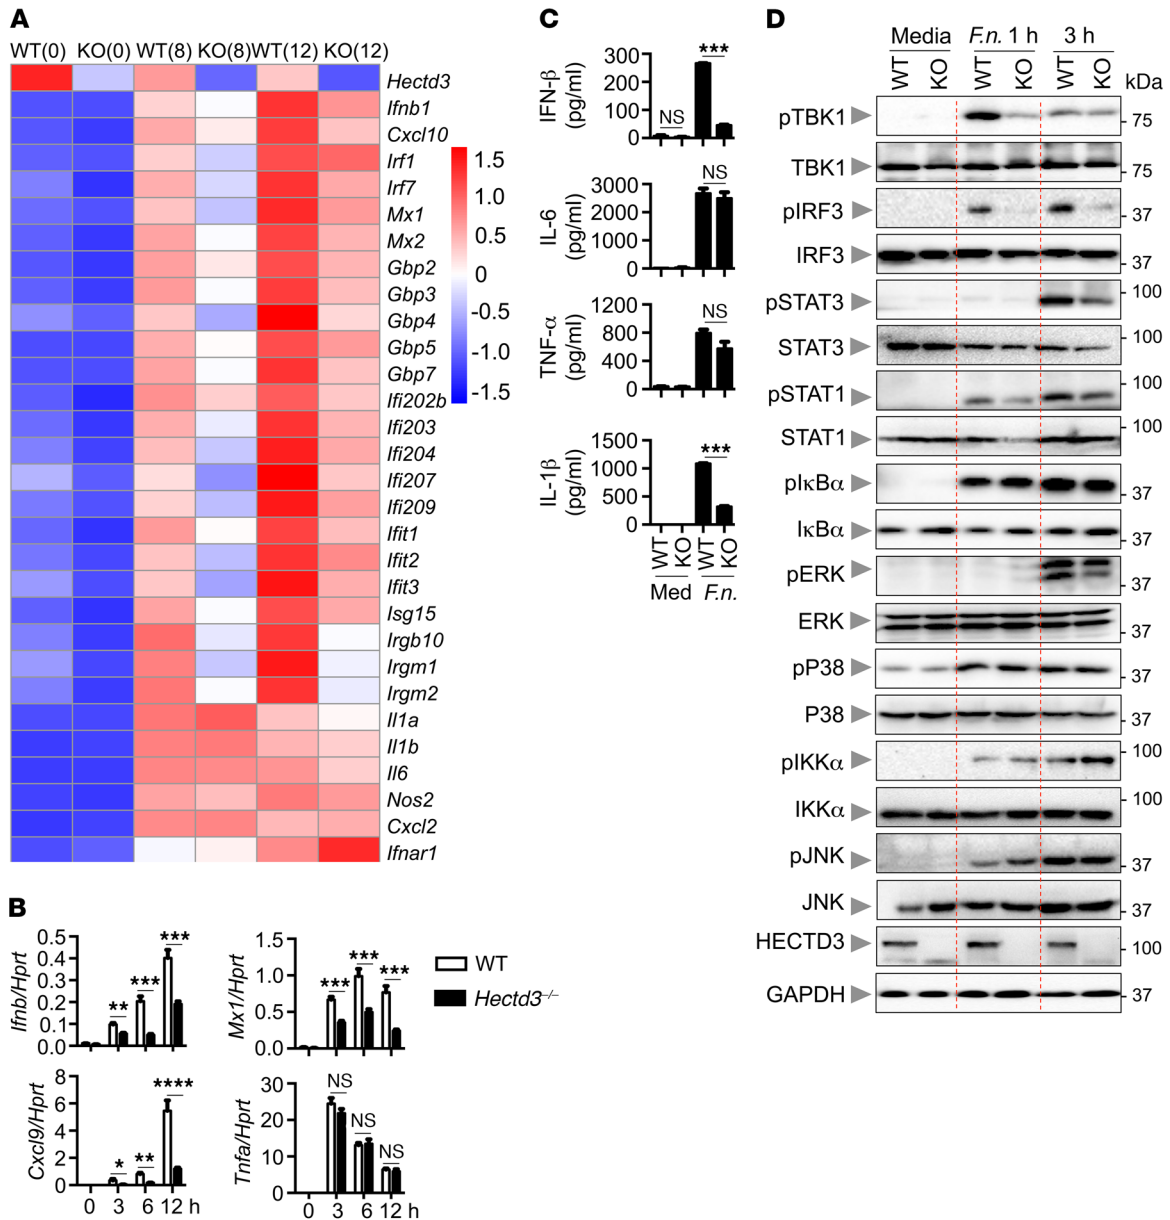 A
WT(0) KO(0) WT(8) KO(8) WT(12) KO(12)
Hectd3
Ifnb1
Cxcl10
Irf1
Irf7
Mx1
Mx2
Gbp2
Gbp3
Gbp4
Gbp5
Gbp7
Ifi202b
Ifi203
Ifi204
Ifi207
Ifi209
Ifit1
Ifit2
Ifit3
Isg15
Irgb10
Irgm1
Irgm2
Il1a
Il1b
Il6
Nos2
Cxcl2
Ifnar1
1.5
0.5
0
-0.5
-1.0
-1.5
B
Ifnb/Hprt
0.5
0.4
0.3
0.2
0.1
0.0
** *** ***
Mx1/Hprt
1.5
1.0
0.5
0.0
*** *** ***
WT
Hectd3–/–
Cxcl9/Hprt
8
6
4
2
0
* ** ****
0 3 6 12 h
Tnfa/Hprt
30
20
10
0
NS NS NS
0 3 6 12 h
C
IFN-β
(pg/ml)
300
200
100
0
NS ***
IL-6
(pg/ml)
3000
2000
1000
0
NS
TNF-α
(pg/ml)
1200
800
400
0
NS
IL-1β
(pg/ml)
1500
1000
500
0
***
WT KO WT KO
Med F.n.
D
Media F.n. 1 h 3 h
WT KO WT KO WT KO kDa
pTBK1 75
TBK1 75
pIRF3 37
IRF3 37
pSTAT3 100
STAT3 100
pSTAT1 100
STAT1 100
pIκBα 37
IκBα 37
pERK 37
ERK 37
pP38 37
P38 37
pIKKα 100
IKKα 100
pJNK 37
JNK 37
HECTD3 100
GAPDH 37